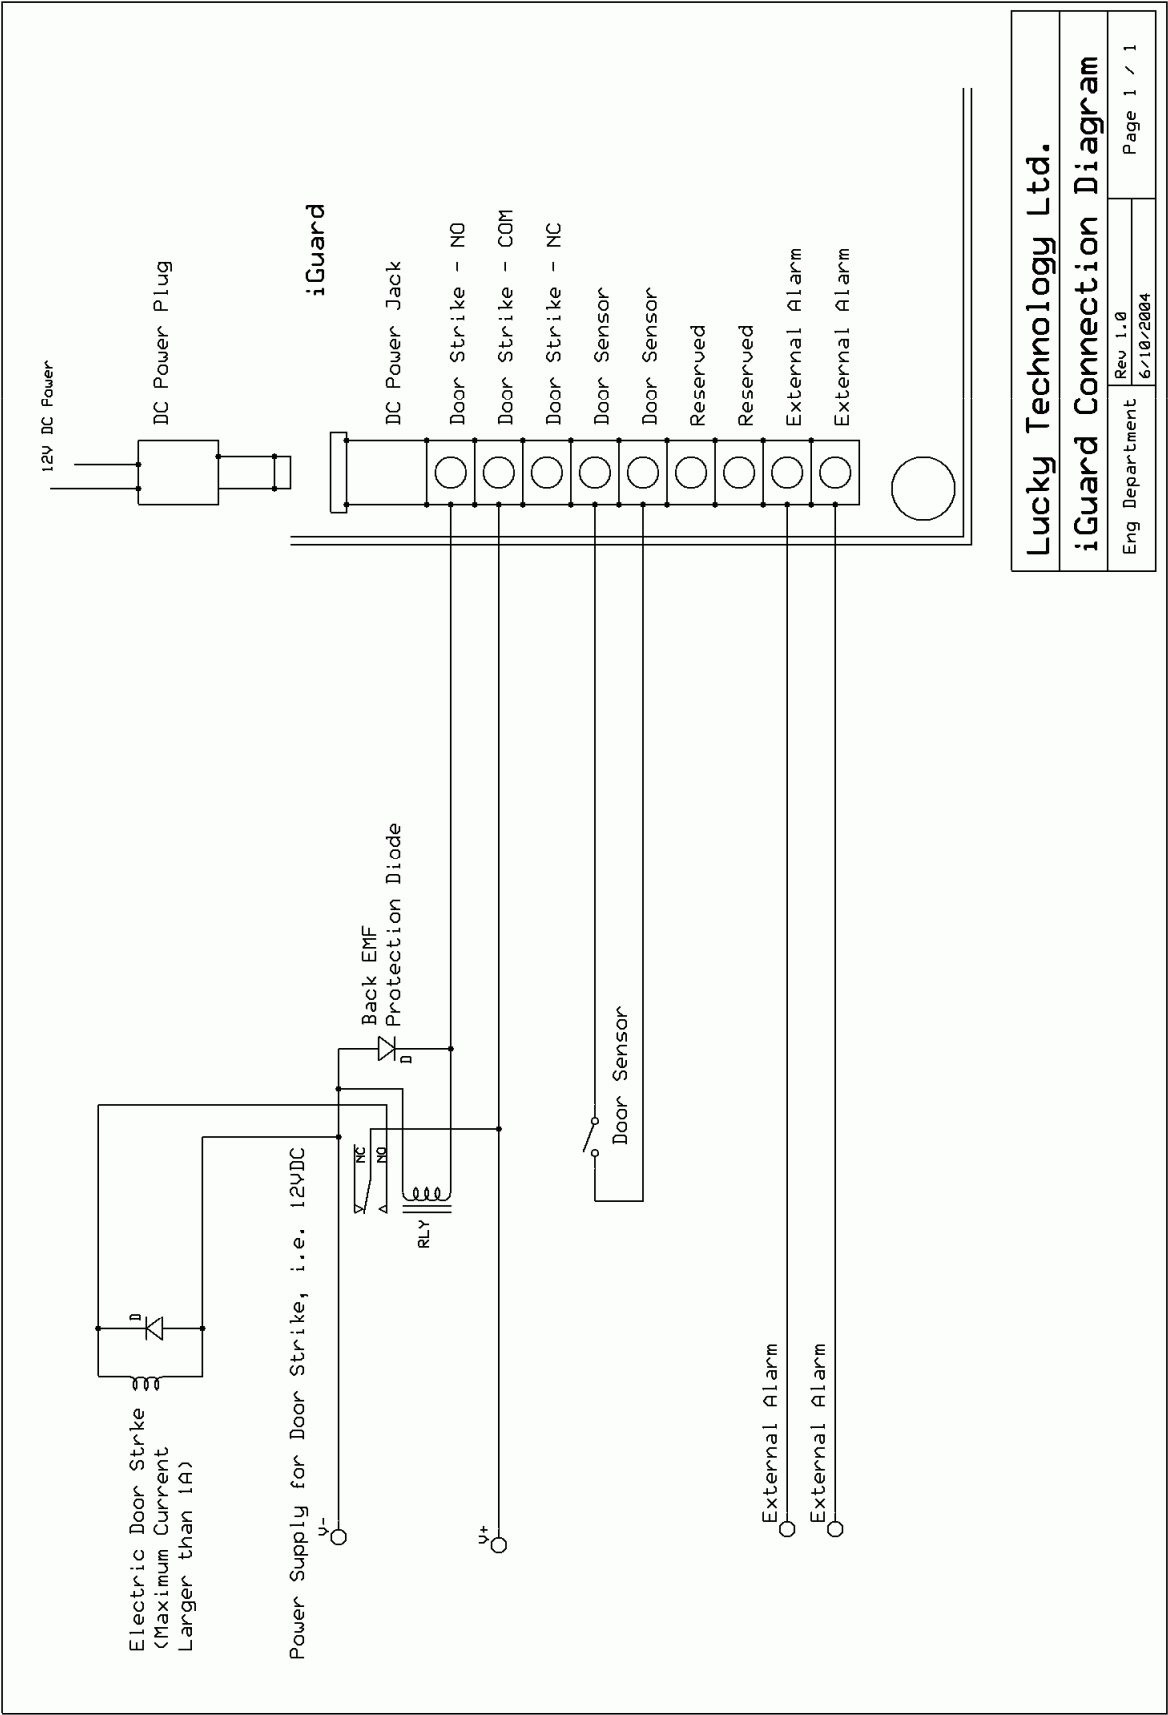 12V DC Power
DC Power Plug
iGuard
DC Power Jack
Door Strike - NO
Door Strike - COM
Door Strike - NC
Door Sensor
Door Sensor
Reserved
Reserved
External Alarm
External Alarm
Back EMF
Protection Diode
D
Door Sensor
NC
NO
RLY
D
Electric Door Strke
(Maximum Current
Larger than 1A)
Power Supply for Door Strike, i.e. 12VDC
V-
V+
External Alarm
External Alarm
Lucky Technology Ltd.
iGuard Connection Diagram
Eng Department
Rev 1.0
6/10/2004
Page 1 / 1